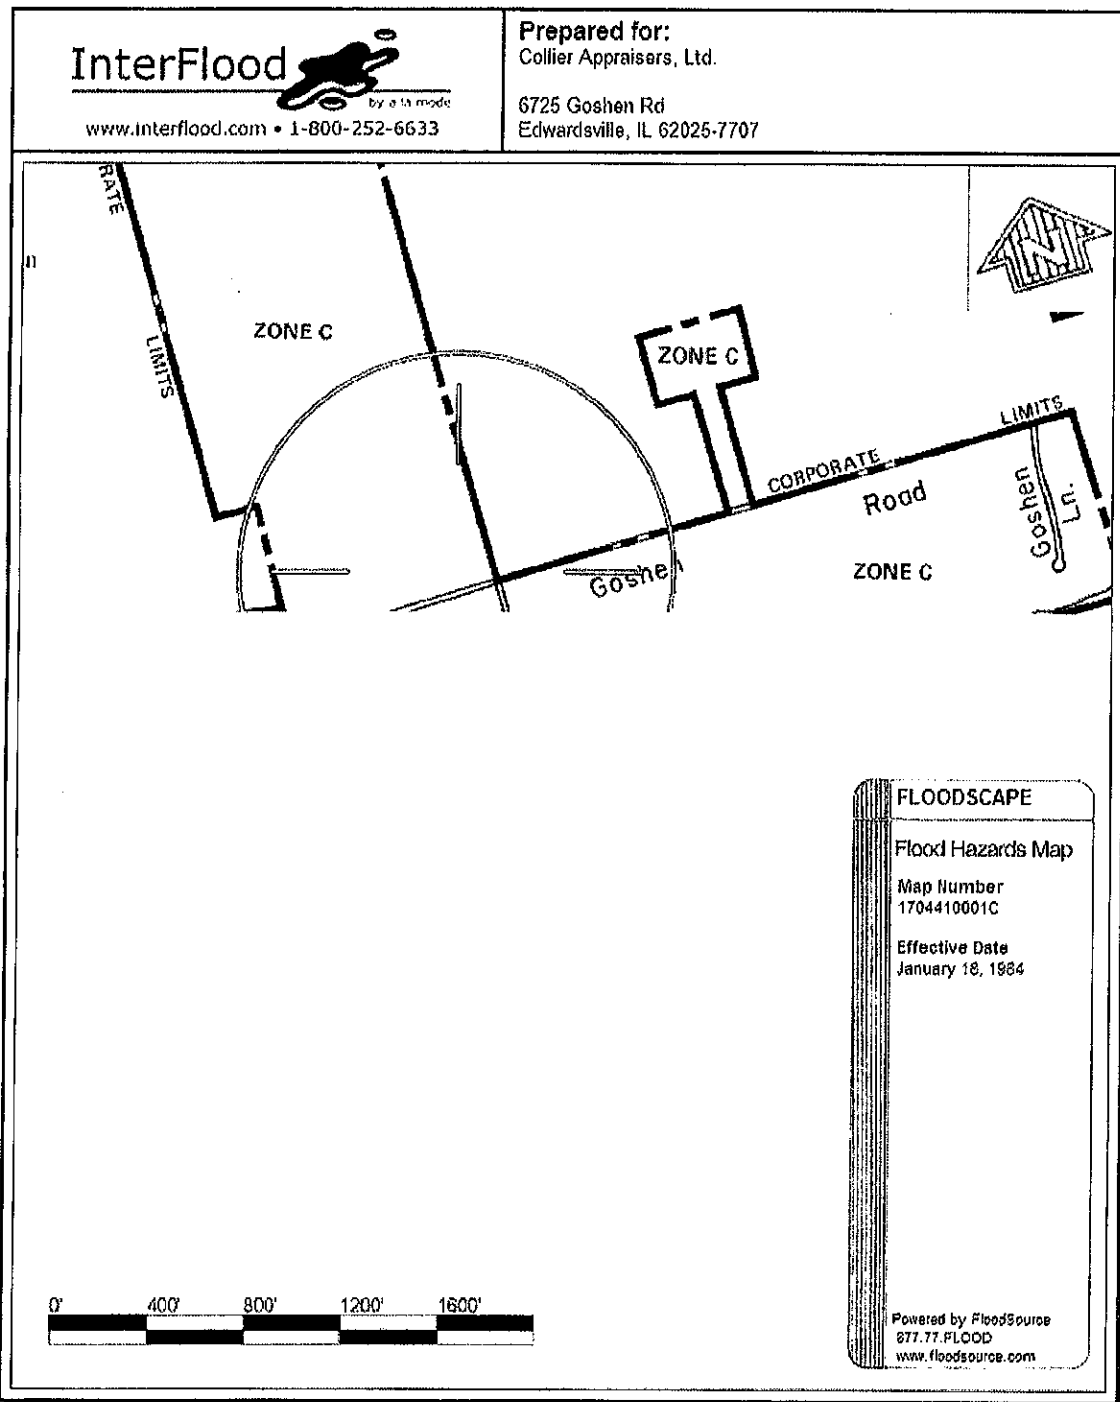 InterFlood
by a la mode
www.interflood.com • 1-800-252-6633
Prepared for:
Collier Appraisers, Ltd.
6725 Goshen Rd
Edwardsville, IL 62025-7707
RATE
LIMITS
ZONE C
N
ZONE C
CORPORATE
LIMITS
Goshen
Road
Goshen
Ln.
ZONE C
FLOODSCAPE
Flood Hazards Map
Map Number
1704410001C
Effective Date
January 18, 1984
0' 400' 800' 1200' 1600'
Powered by FloodSource
877.77.FLOOD
www.floodsource.com